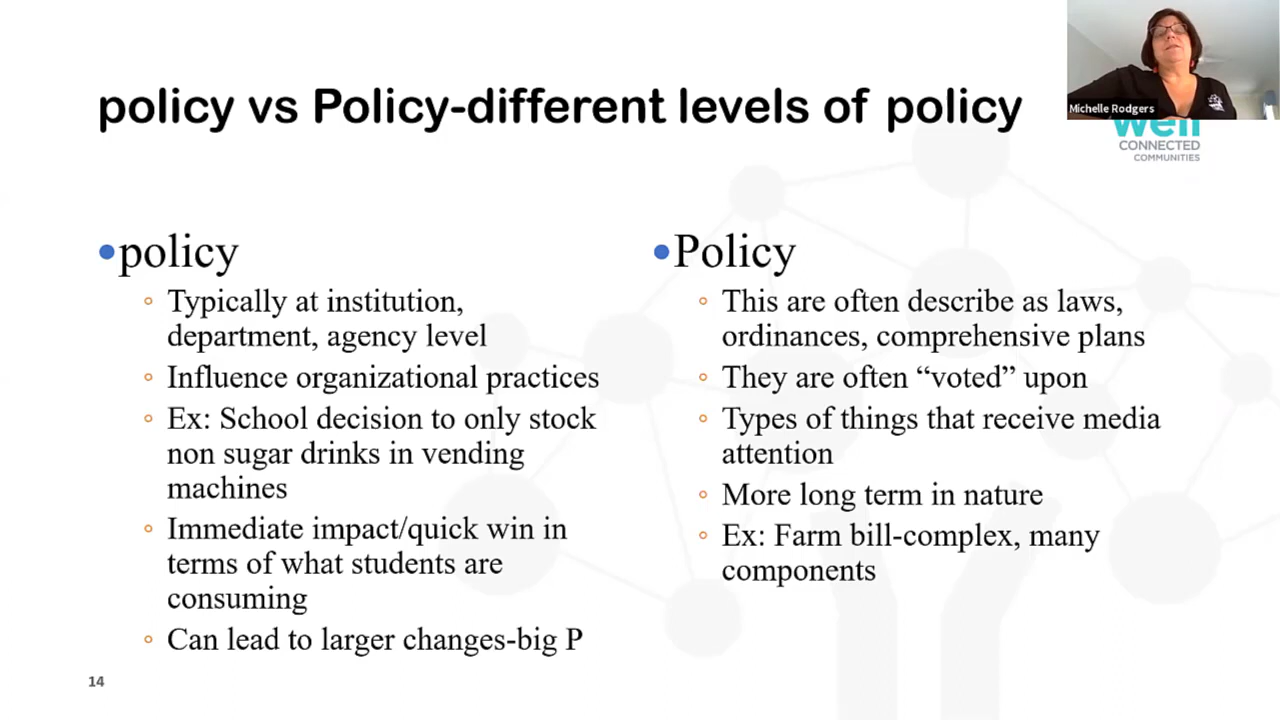 policy vs Policy-different levels of policy
Michelle Rodgers
well
CONNECTED
COMMUNITIES
•policy
◦ Typically at institution,
department, agency level
◦ Influence organizational practices
◦ Ex: School decision to only stock
non sugar drinks in vending
machines
◦ Immediate impact/quick win in
terms of what students are
consuming
◦ Can lead to larger changes-big P
•Policy
◦ This are often describe as laws,
ordinances, comprehensive plans
◦ They are often “voted” upon
◦ Types of things that receive media
attention
◦ More long term in nature
◦ Ex: Farm bill-complex, many
components
14